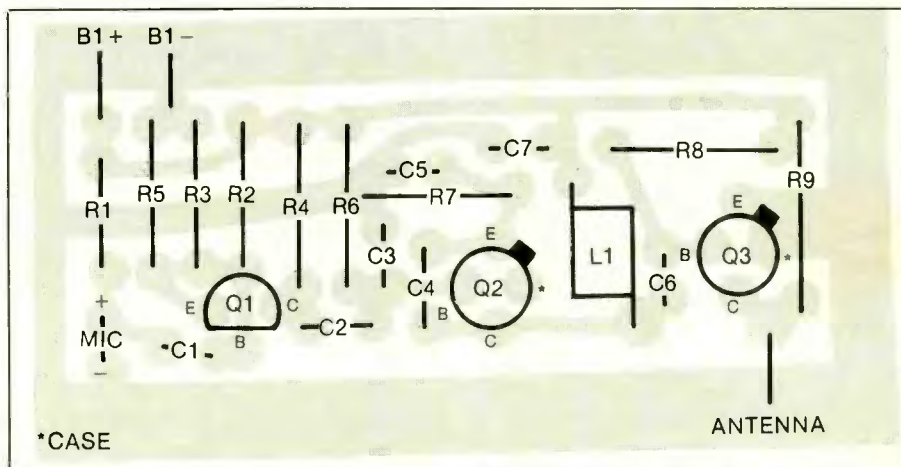 B1 + B1 –
C7
R8
C5
R1 R5 R3 R2 R4 R6 R7 R9
E E
C3 L1 B Q3 *
C4 Q2 * C6
+ E Q1 C B C
MIC C2 C
B
C1
–
ANTENNA
*CASE